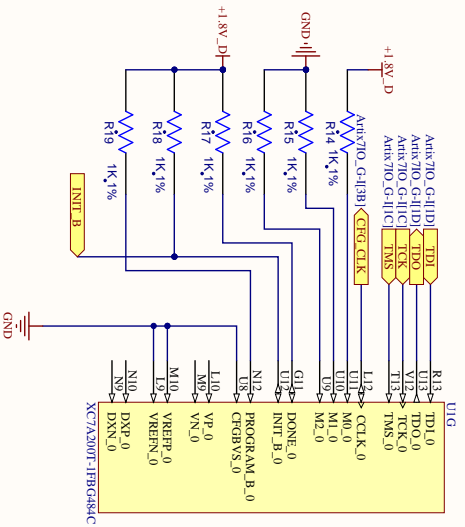 +1.8V_D
GND
+1.8V_D
R19
1K,1%
R18
1K,1%
R17
1K,1%
R16
1K,1%
R15
1K,1%
R14
1K,1%
Artix7IO_G-I[3B]
CFG_CLK
Artix7IO_G-I[1C]
TMS
Artix7IO_G-I[1C]
TCK
Artix7IO_G-I[1D]
TDO
Artix7IO_G-I[1D]
TDI
INIT_B
GND
U1G
R13
TDI_0
U13
TDO_0
V12
TCK_0
T13
TMS_0
L12
CCLK_0
U11
M0_0
U10
M1_0
U9
M2_0
G11
DONE_0
U12
INIT_B_0
N12
PROGRAM_B_0
U8
CFGBVS_0
L10
VP_0
M9
VN_0
M10
VREFP_0
L9
VREFN_0
N10
DXP_0
N9
DXN_0
XC7A200T-1FBG484C